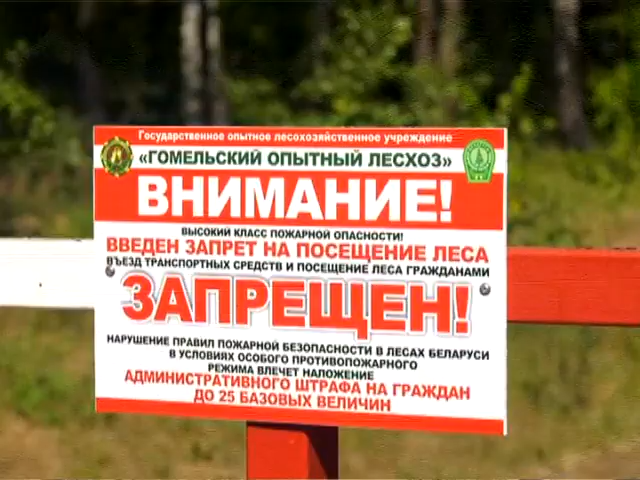 Государственное опытное лесохозяйственное учреждение
«ГОМЕЛЬСКИЙ ОПЫТНЫЙ ЛЕСХОЗ»
ВНИМАНИЕ!
ВЫСОКИЙ КЛАСС ПОЖАРНОЙ ОПАСНОСТИ!
ВВЕДЕН ЗАПРЕТ НА ПОСЕЩЕНИЕ ЛЕСА
ВЪЕЗД ТРАНСПОРТНЫХ СРЕДСТВ И ПОСЕЩЕНИЕ ЛЕСА ГРАЖДАНАМИ
ЗАПРЕЩЕН!
НАРУШЕНИЕ ПРАВИЛ ПОЖАРНОЙ БЕЗОПАСНОСТИ В ЛЕСАХ БЕЛАРУСИ
В УСЛОВИЯХ ОСОБОГО ПРОТИВОПОЖАРНОГО
РЕЖИМА ВЛЕЧЕТ НАЛОЖЕНИЕ
АДМИНИСТРАТИВНОГО ШТРАФА НА ГРАЖДАН
ДО 25 БАЗОВЫХ ВЕЛИЧИН